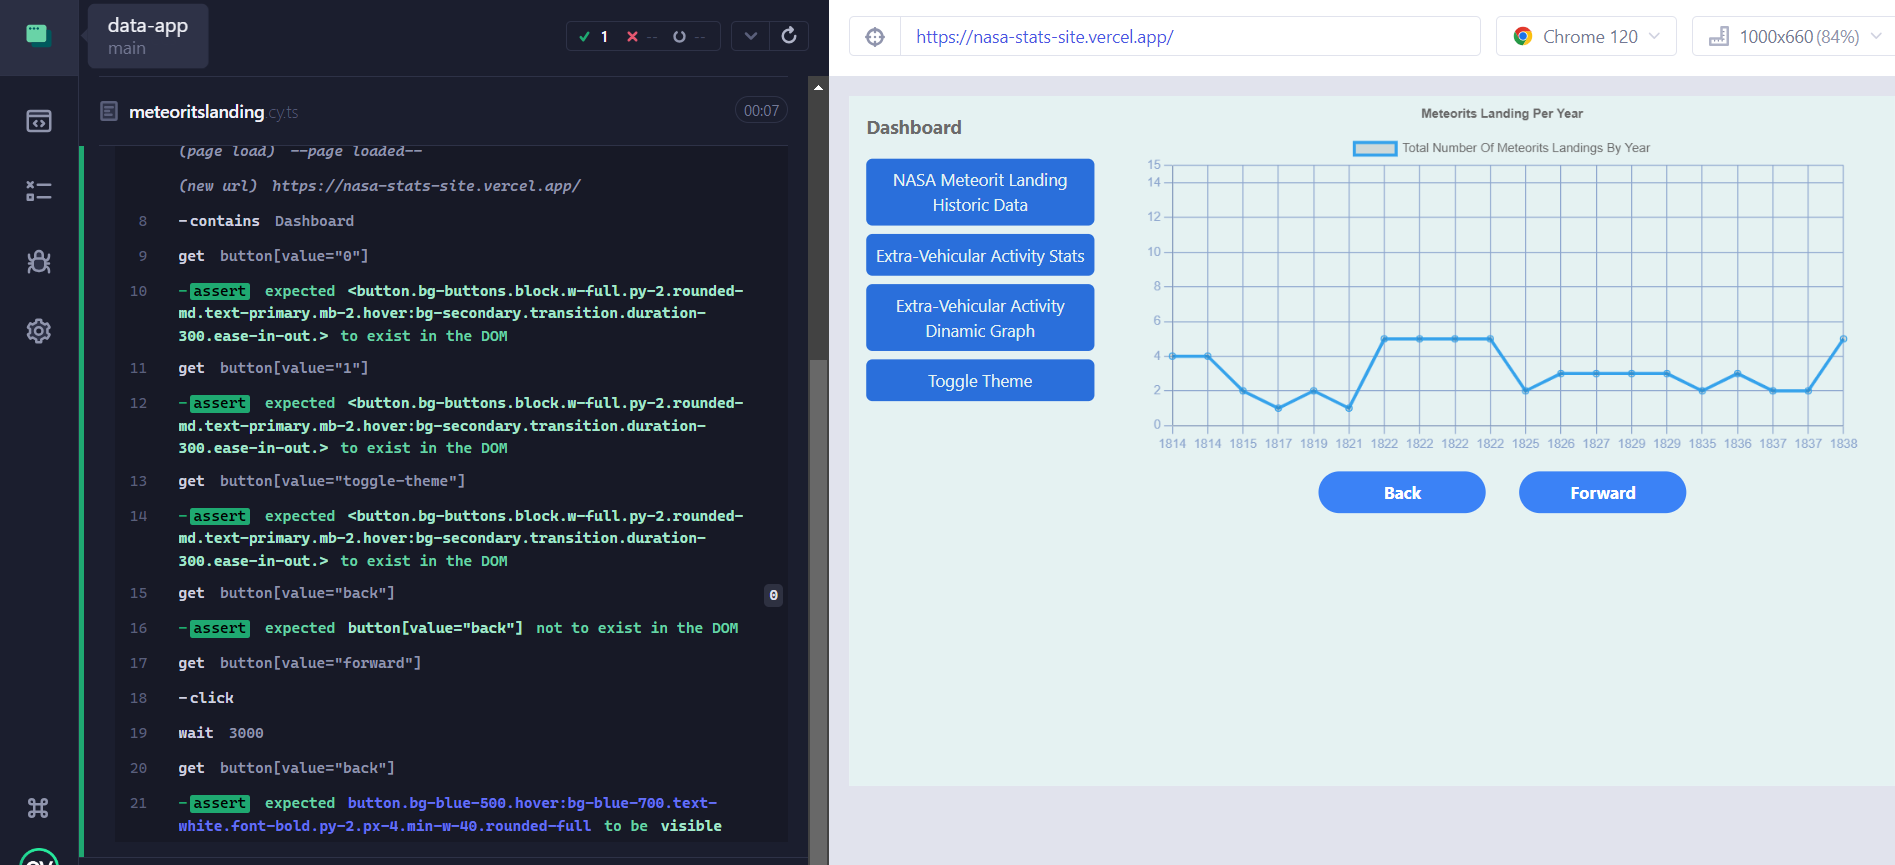 data-app
main
1 -- --
meteoritslanding.cy.ts 00:07
(page load) --page loaded--
(new url) https://nasa-stats-site.vercel.app/
8 -contains Dashboard
9 get button[value="0"]
10 -assert expected <button.bg-buttons.block.w-full.py-2.rounded-
md.text-primary.mb-2.hover:bg-secondary.transition.duration-
300.ease-in-out.> to exist in the DOM
11 get button[value="1"]
12 -assert expected <button.bg-buttons.block.w-full.py-2.rounded-
md.text-primary.mb-2.hover:bg-secondary.transition.duration-
300.ease-in-out.> to exist in the DOM
13 get button[value="toggle-theme"]
14 -assert expected <button.bg-buttons.block.w-full.py-2.rounded-
md.text-primary.mb-2.hover:bg-secondary.transition.duration-
300.ease-in-out.> to exist in the DOM
15 get button[value="back"] 0
16 -assert expected button[value="back"] not to exist in the DOM
17 get button[value="forward"]
18 -click
19 wait 3000
20 get button[value="back"]
21 -assert expected button.bg-blue-500.hover:bg-blue-700.text-
white.font-bold.py-2.px-4.min-w-40.rounded-full to be visible
https://nasa-stats-site.vercel.app/
Chrome 120
1000x660 (84%)
Dashboard
NASA Meteorit Landing
Historic Data
Extra-Vehicular Activity Stats
Extra-Vehicular Activity
Dinamic Graph
Toggle Theme
Meteorits Landing Per Year
Total Number Of Meteorits Landings By Year
15
14
12
10
8
6
4
2
0
1814 1814 1815 1817 1819 1821 1822 1822 1822 1822 1825 1826 1827 1829 1829 1835 1836 1837 1837 1838
Back
Forward